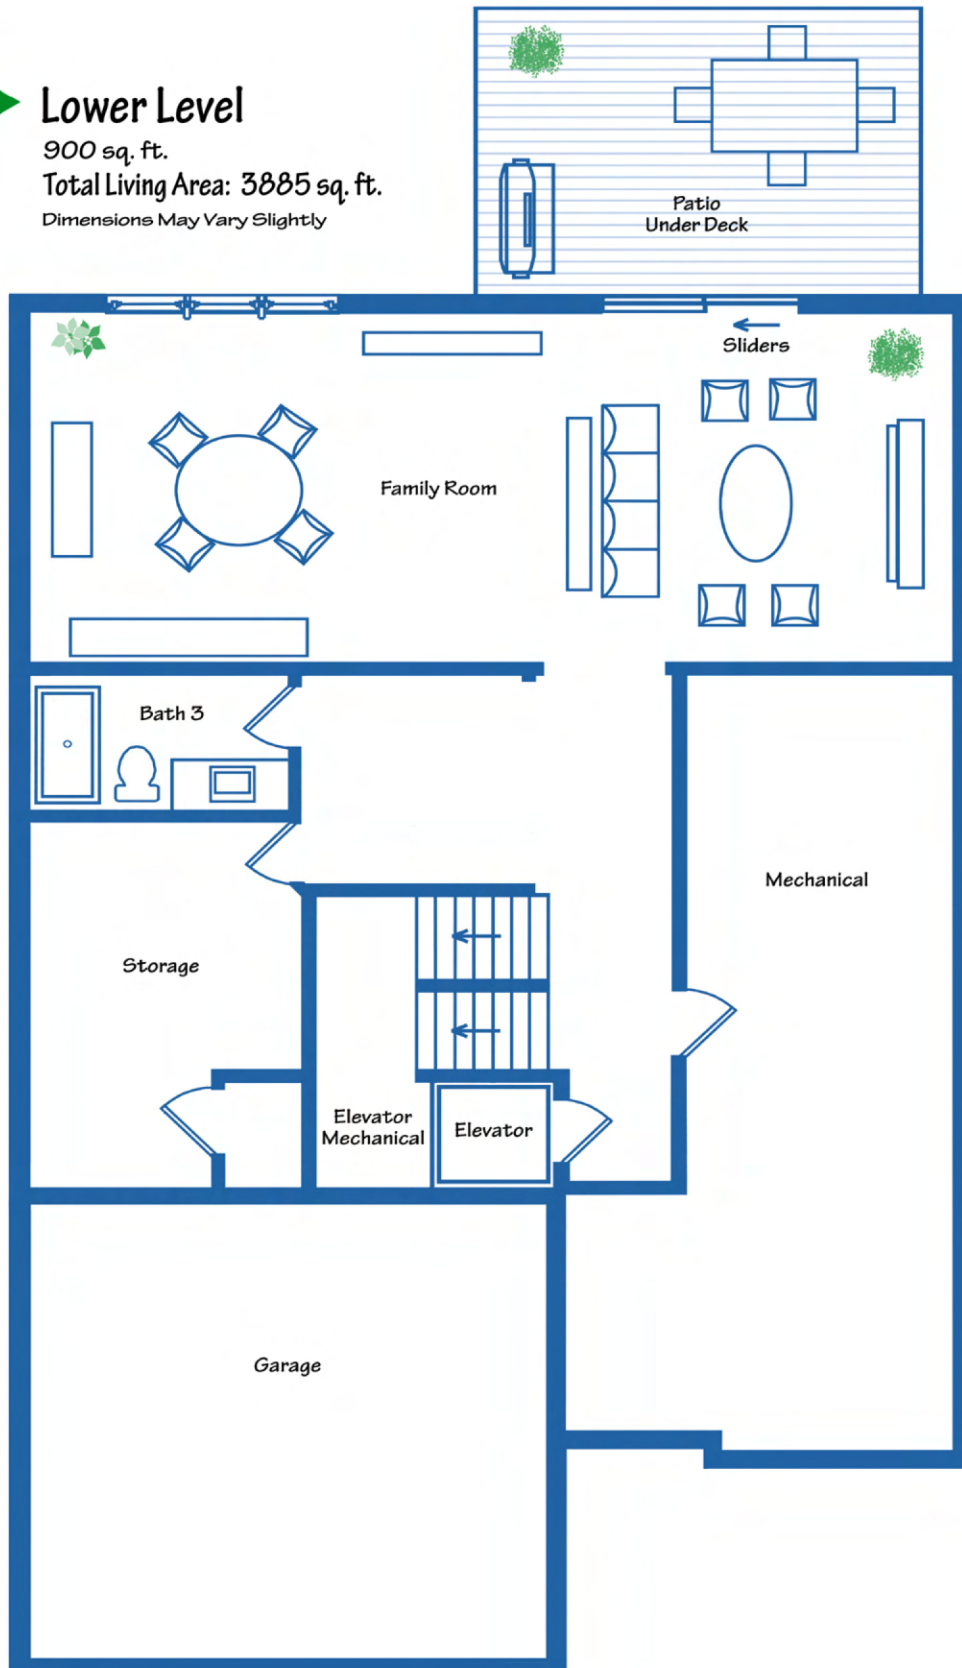 Lower Level
900 sq. ft.
Total Living Area: 3885 sq. ft.
Dimensions May Vary Slightly
Patio
Under Deck
Sliders
Family Room
Bath 3
Mechanical
Storage
Elevator
Mechanical
Elevator
Garage